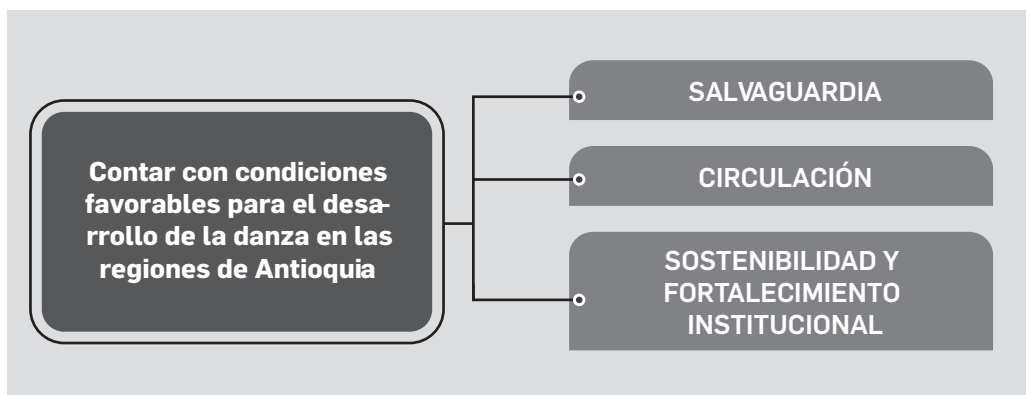 Contar con condiciones
favorables para el desa-
rrollo de la danza en las
regiones de Antioquia
SALVAGUARDIA
CIRCULACIÓN
SOSTENIBILIDAD Y
FORTALECIMIENTO
INSTITUCIONAL